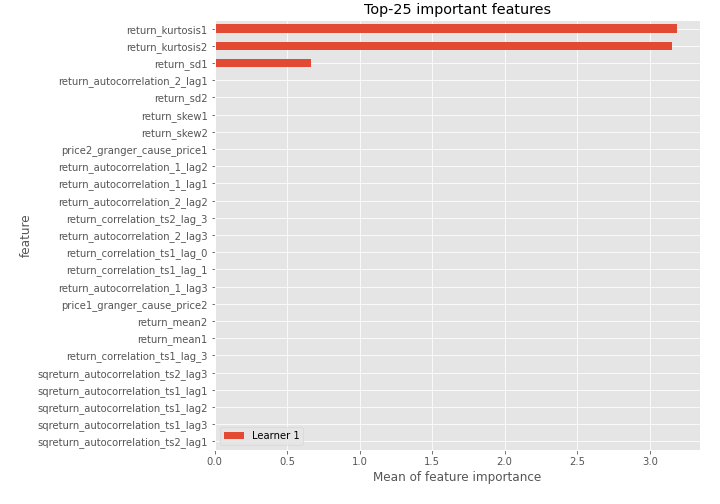 Top-25 important features
return_kurtosis1
return_kurtosis2
return_sd1
return_autocorrelation_2_lag1
return_sd2
return_skew1
return_skew2
price2_granger_cause_price1
return_autocorrelation_1_lag2
return_autocorrelation_1_lag1
return_autocorrelation_2_lag2
return_correlation_ts2_lag_3
return_autocorrelation_2_lag3
return_correlation_ts1_lag_0
return_correlation_ts1_lag_1
return_autocorrelation_1_lag3
price1_granger_cause_price2
return_mean2
return_mean1
return_correlation_ts1_lag_3
sqreturn_autocorrelation_ts2_lag3
sqreturn_autocorrelation_ts1_lag1
sqreturn_autocorrelation_ts1_lag2
sqreturn_autocorrelation_ts1_lag3
sqreturn_autocorrelation_ts2_lag1
feature
Learner 1
0.0 0.5 1.0 1.5 2.0 2.5 3.0
Mean of feature importance